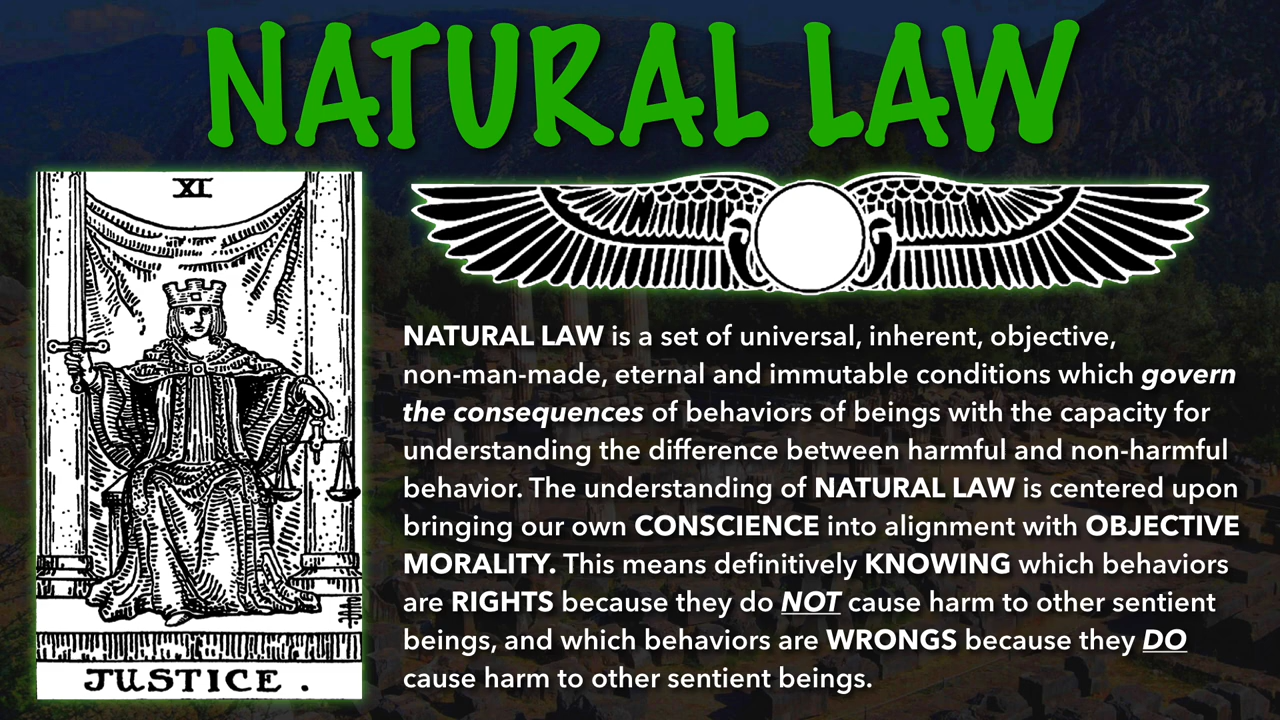 NATURAL LAW
XI
JUSTICE .
NATURAL LAW is a set of universal, inherent, objective,
non-man-made, eternal and immutable conditions which govern
the consequences of behaviors of beings with the capacity for
understanding the difference between harmful and non-harmful
behavior. The understanding of NATURAL LAW is centered upon
bringing our own CONSCIENCE into alignment with OBJECTIVE
MORALITY. This means definitively KNOWING which behaviors
are RIGHTS because they do NOT cause harm to other sentient
beings, and which behaviors are WRONGS because they DO
cause harm to other sentient beings.